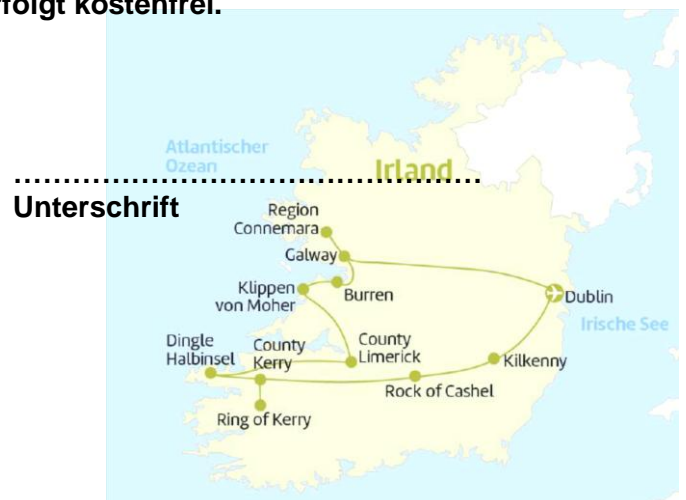 folgt kostenfrei.
Atlantischer
Ozean
Irland
……………………………………………
Unterschrift
Region
Connemara
Galway
Klippen
von Moher
Burren
Dublin
Irische See
Dingle
Halbinsel
County
Kerry
County
Limerick
Kilkenny
Rock of Cashel
Ring of Kerry